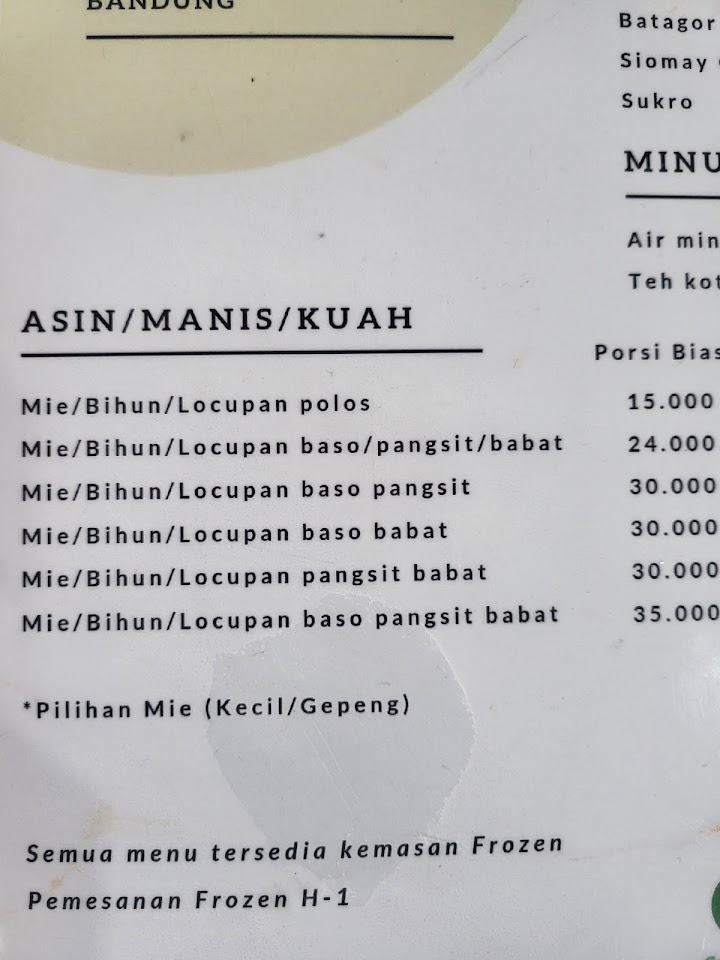 BANDUNG
Batagor
Siomay
Sukro
MINU
Air min
Teh kot
ASIN/MANIS/KUAH
Porsi Bias
Mie/Bihun/Locupan polos 15.000
Mie/Bihun/Locupan baso/pangsit/babat 24.000
Mie/Bihun/Locupan baso pangsit 30.000
Mie/Bihun/Locupan baso babat 30.000
Mie/Bihun/Locupan pangsit babat 30.000
Mie/Bihun/Locupan baso pangsit babat 35.000
*Pilihan Mie (Kecil/Gepeng)
Semua menu tersedia kemasan Frozen
Pemesanan Frozen H-1